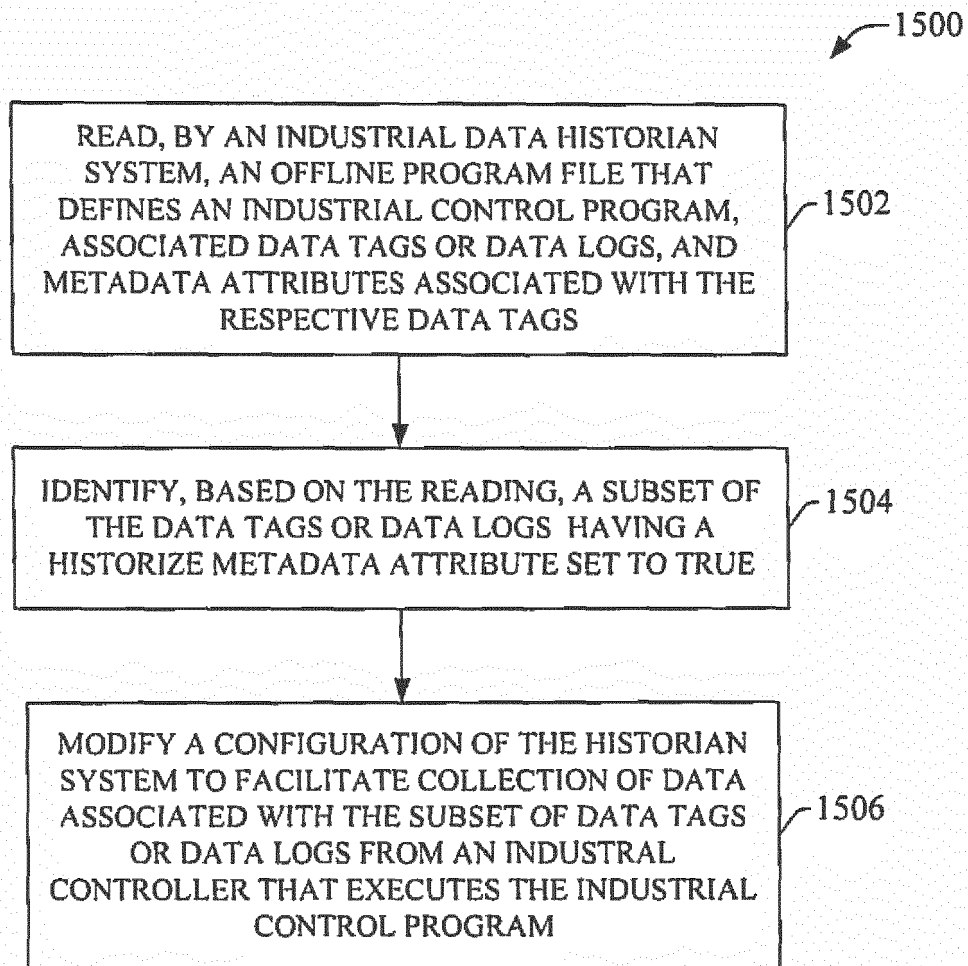 1500
READ, BY AN INDUSTRIAL DATA HISTORIAN
SYSTEM, AN OFFLINE PROGRAM FILE THAT
DEFINES AN INDUSTRIAL CONTROL PROGRAM,
ASSOCIATED DATA TAGS OR DATA LOGS, AND
METADATA ATTRIBUTES ASSOCIATED WITH THE
RESPECTIVE DATA TAGS
1502
IDENTIFY, BASED ON THE READING, A SUBSET OF
THE DATA TAGS OR DATA LOGS HAVING A
HISTORIZE METADATA ATTRIBUTE SET TO TRUE
1504
MODIFY A CONFIGURATION OF THE HISTORIAN
SYSTEM TO FACILITATE COLLECTION OF DATA
ASSOCIATED WITH THE SUBSET OF DATA TAGS
OR DATA LOGS FROM AN INDUSTRAL
CONTROLLER THAT EXECUTES THE INDUSTRIAL
CONTROL PROGRAM
1506